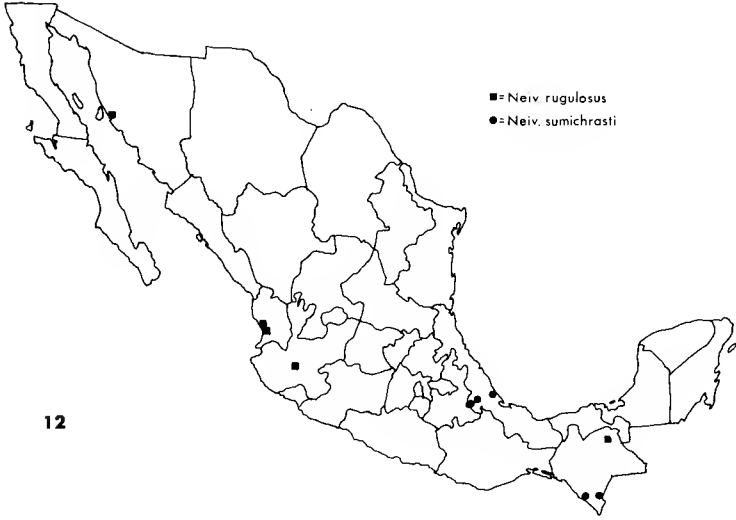 ■ = Neiv. rugulosus
● = Neiv. sumichrasti
12